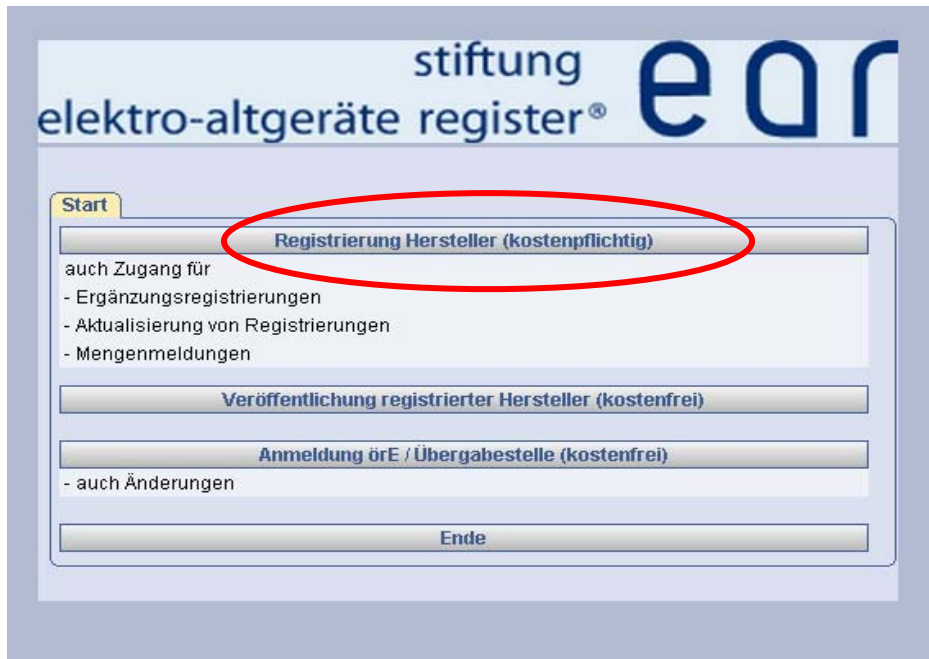 stiftung
elektro-altgeräte register®
ear
Start
Registrierung Hersteller (kostenpflichtig)
auch Zugang für
- Ergänzungsregistrierungen
- Aktualisierung von Registrierungen
- Mengenmeldungen
Veröffentlichung registrierter Hersteller (kostenfrei)
Anmeldung örE / Übergabestelle (kostenfrei)
- auch Änderungen
Ende